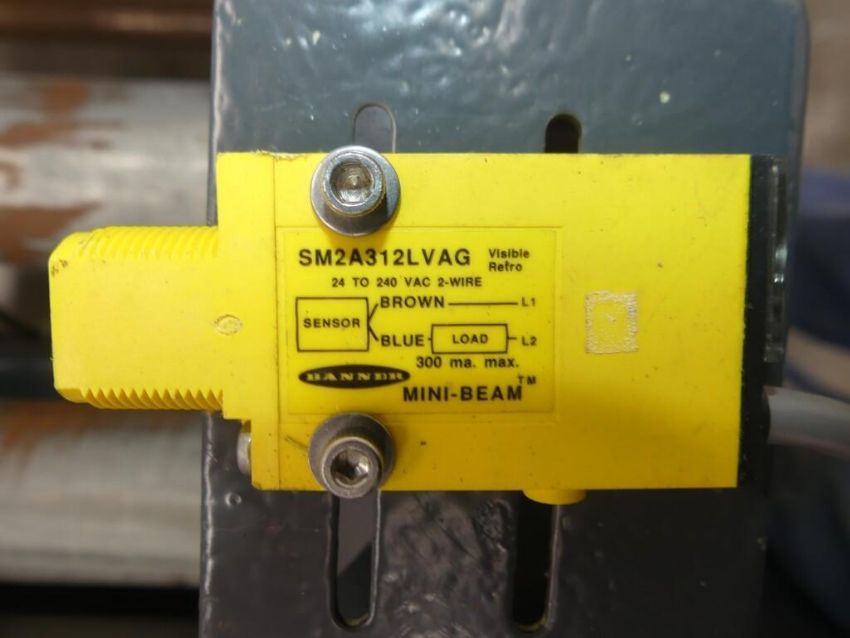 SM2A312LVAG Visible Retro
24 TO 240 VAC 2-WIRE
BROWN L1
SENSOR
BLUE LOAD L2
300 ma. max.
BANNER
MINI-BEAM™